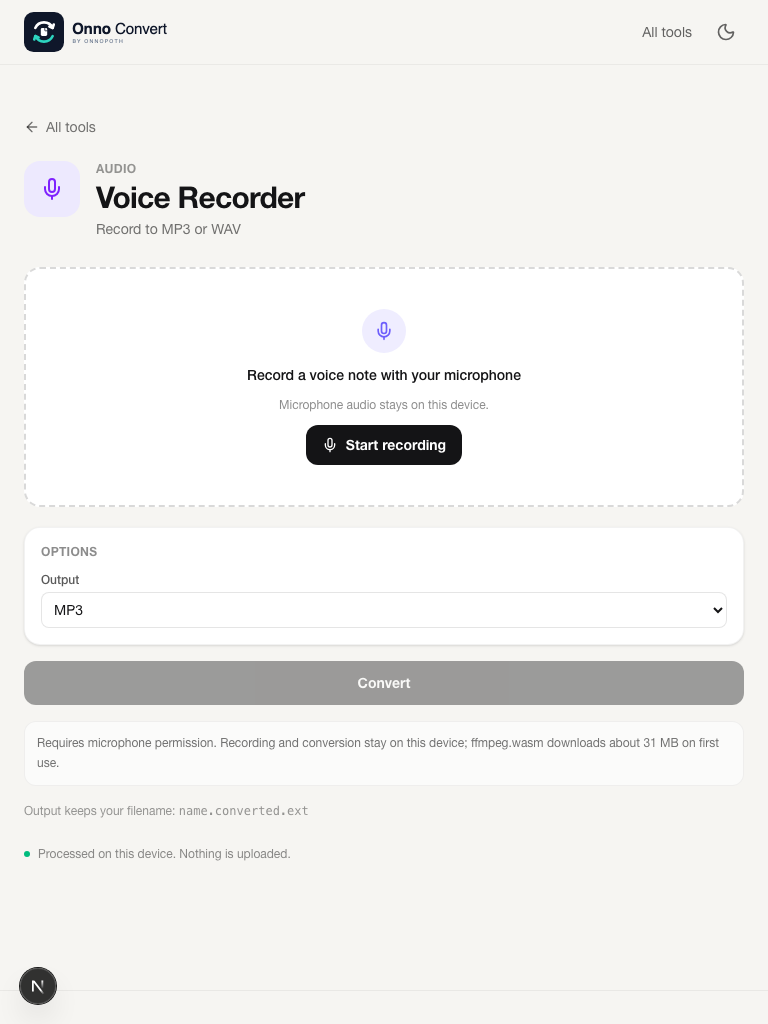 Onno Convert
BY ONNOPOTH
All tools
All tools
AUDIO
Voice Recorder
Record to MP3 or WAV
Record a voice note with your microphone
Microphone audio stays on this device.
Start recording
OPTIONS
Output
MP3
Convert
Requires microphone permission. Recording and conversion stay on this device; ffmpeg.wasm downloads about 31 MB on first
use.
Output keeps your filename: name.converted.ext
Processed on this device. Nothing is uploaded.
N